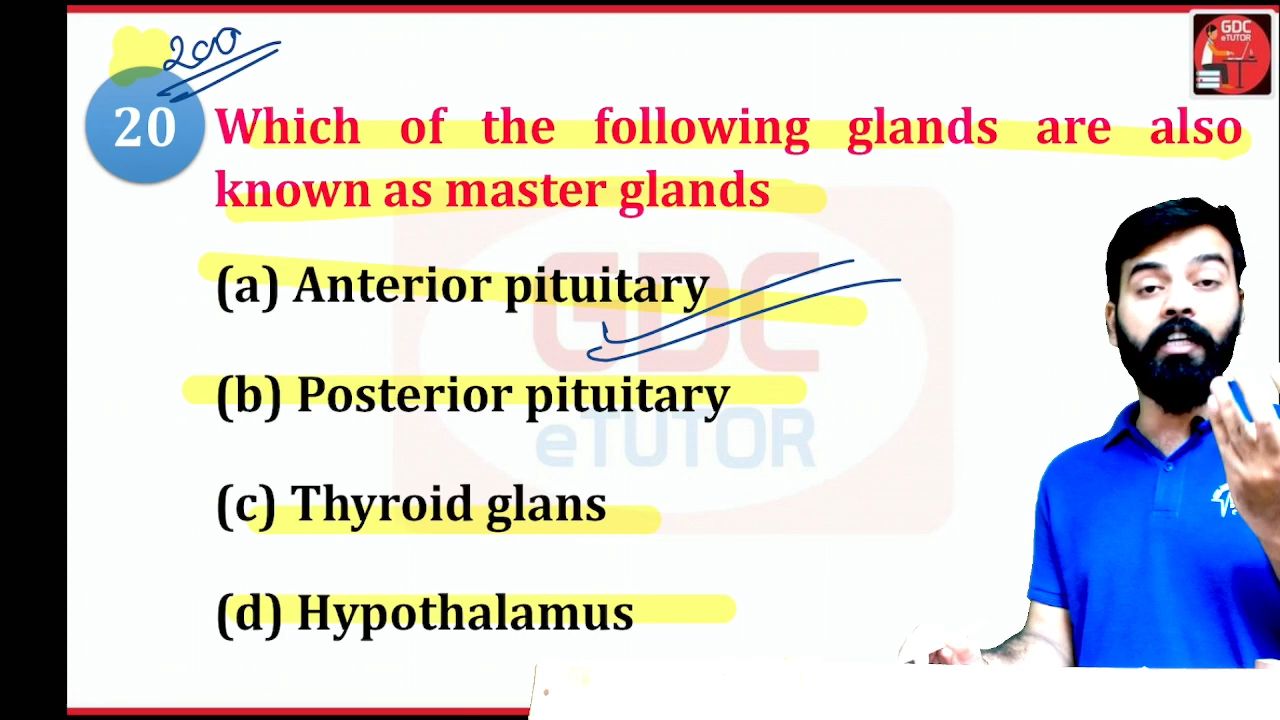 GDC
eTUTOR
200
20
Which of the following glands are also
known as master glands
(a) Anterior pituitary
(b) Posterior pituitary
(c) Thyroid glans
(d) Hypothalamus
GDC
eTUTOR